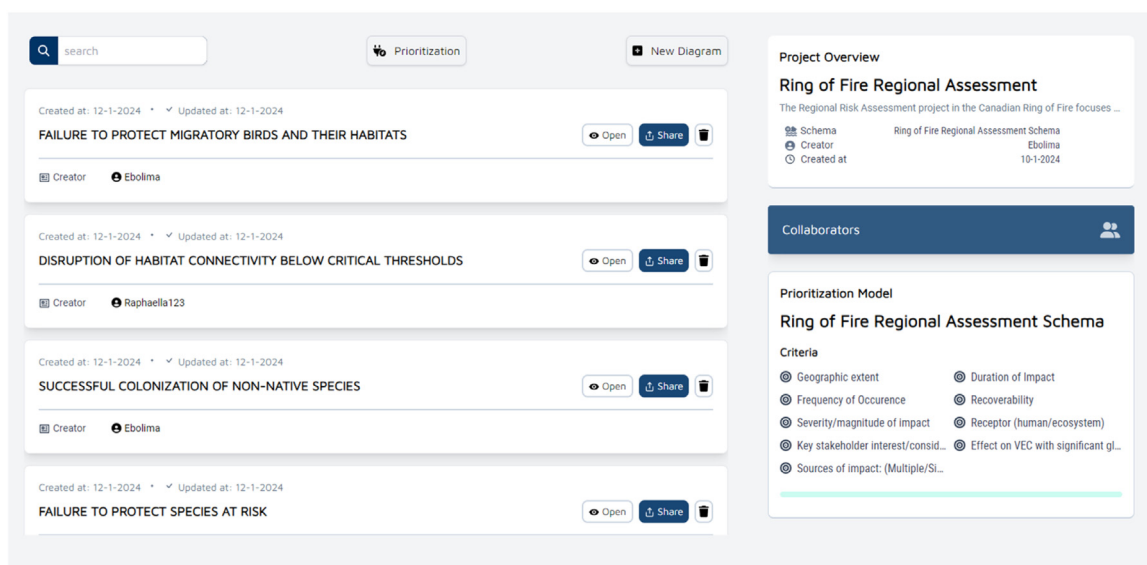 search
Prioritization
New Diagram
Created at: 12-1-2024 • ✓ Updated at: 12-1-2024
FAILURE TO PROTECT MIGRATORY BIRDS AND THEIR HABITATS
Open Share
Creator Ebolima
Created at: 12-1-2024 • ✓ Updated at: 12-1-2024
DISRUPTION OF HABITAT CONNECTIVITY BELOW CRITICAL THRESHOLDS
Open Share
Creator Raphaella123
Created at: 12-1-2024 • ✓ Updated at: 12-1-2024
SUCCESSFUL COLONIZATION OF NON-NATIVE SPECIES
Open Share
Creator Ebolima
Created at: 12-1-2024 • ✓ Updated at: 12-1-2024
FAILURE TO PROTECT SPECIES AT RISK
Open Share
Project Overview
Ring of Fire Regional Assessment
The Regional Risk Assessment project in the Canadian Ring of Fire focuses ...
Schema Ring of Fire Regional Assessment Schema
Creator Ebolima
Created at 10-1-2024
Collaborators
Prioritization Model
Ring of Fire Regional Assessment Schema
Criteria
Geographic extent Duration of Impact
Frequency of Occurence Recoverability
Severity/magnitude of impact Receptor (human/ecosystem)
Key stakeholder interest/consid... Effect on VEC with significant gl...
Sources of impact: (Multiple/Si...